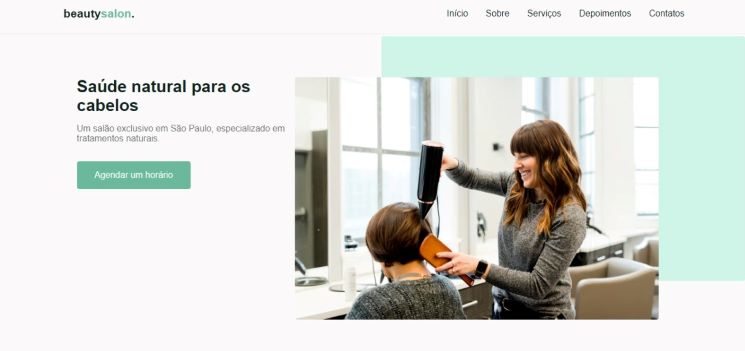 beautysalon.
Início Sobre Serviços Depoimentos Contatos
Saúde natural para os
cabelos
Um salão exclusivo em São Paulo, especializado em
tratamentos naturais.
Agendar um horário